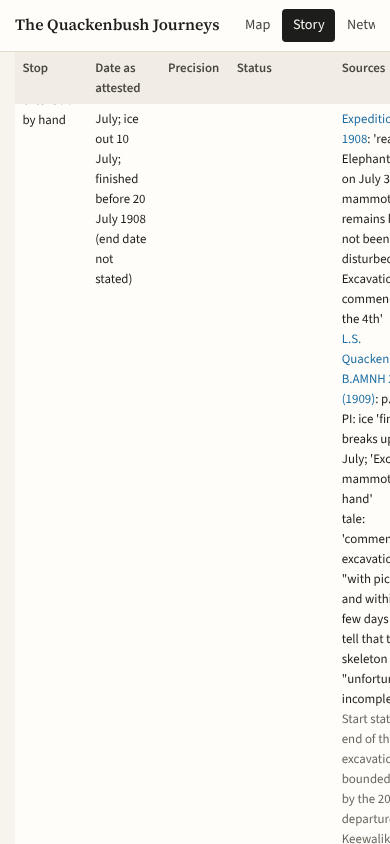 The Quackenbush Journeys Map Story Netw
Stop Date as attested Precision Status Sources
by hand
July; ice
out 10
July;
finished
before 20
July 1908
(end date
not
stated)
Expeditio
1908: 'rea
Elephant
on July 3
mammot
remains h
not been
disturbed
Excavatio
commen
the 4th'
L.S.
Quacken
B.AMNH 2
(1909): p.
PI: ice 'fin
breaks up
July; 'Exc
mammot
hand'
tale:
'commen
excavatio
"with pic
and withi
few days
tell that t
skeleton
"unfortu
incomple
Start stat
end of th
excavatio
bounded
by the 20
departur
Keewalik